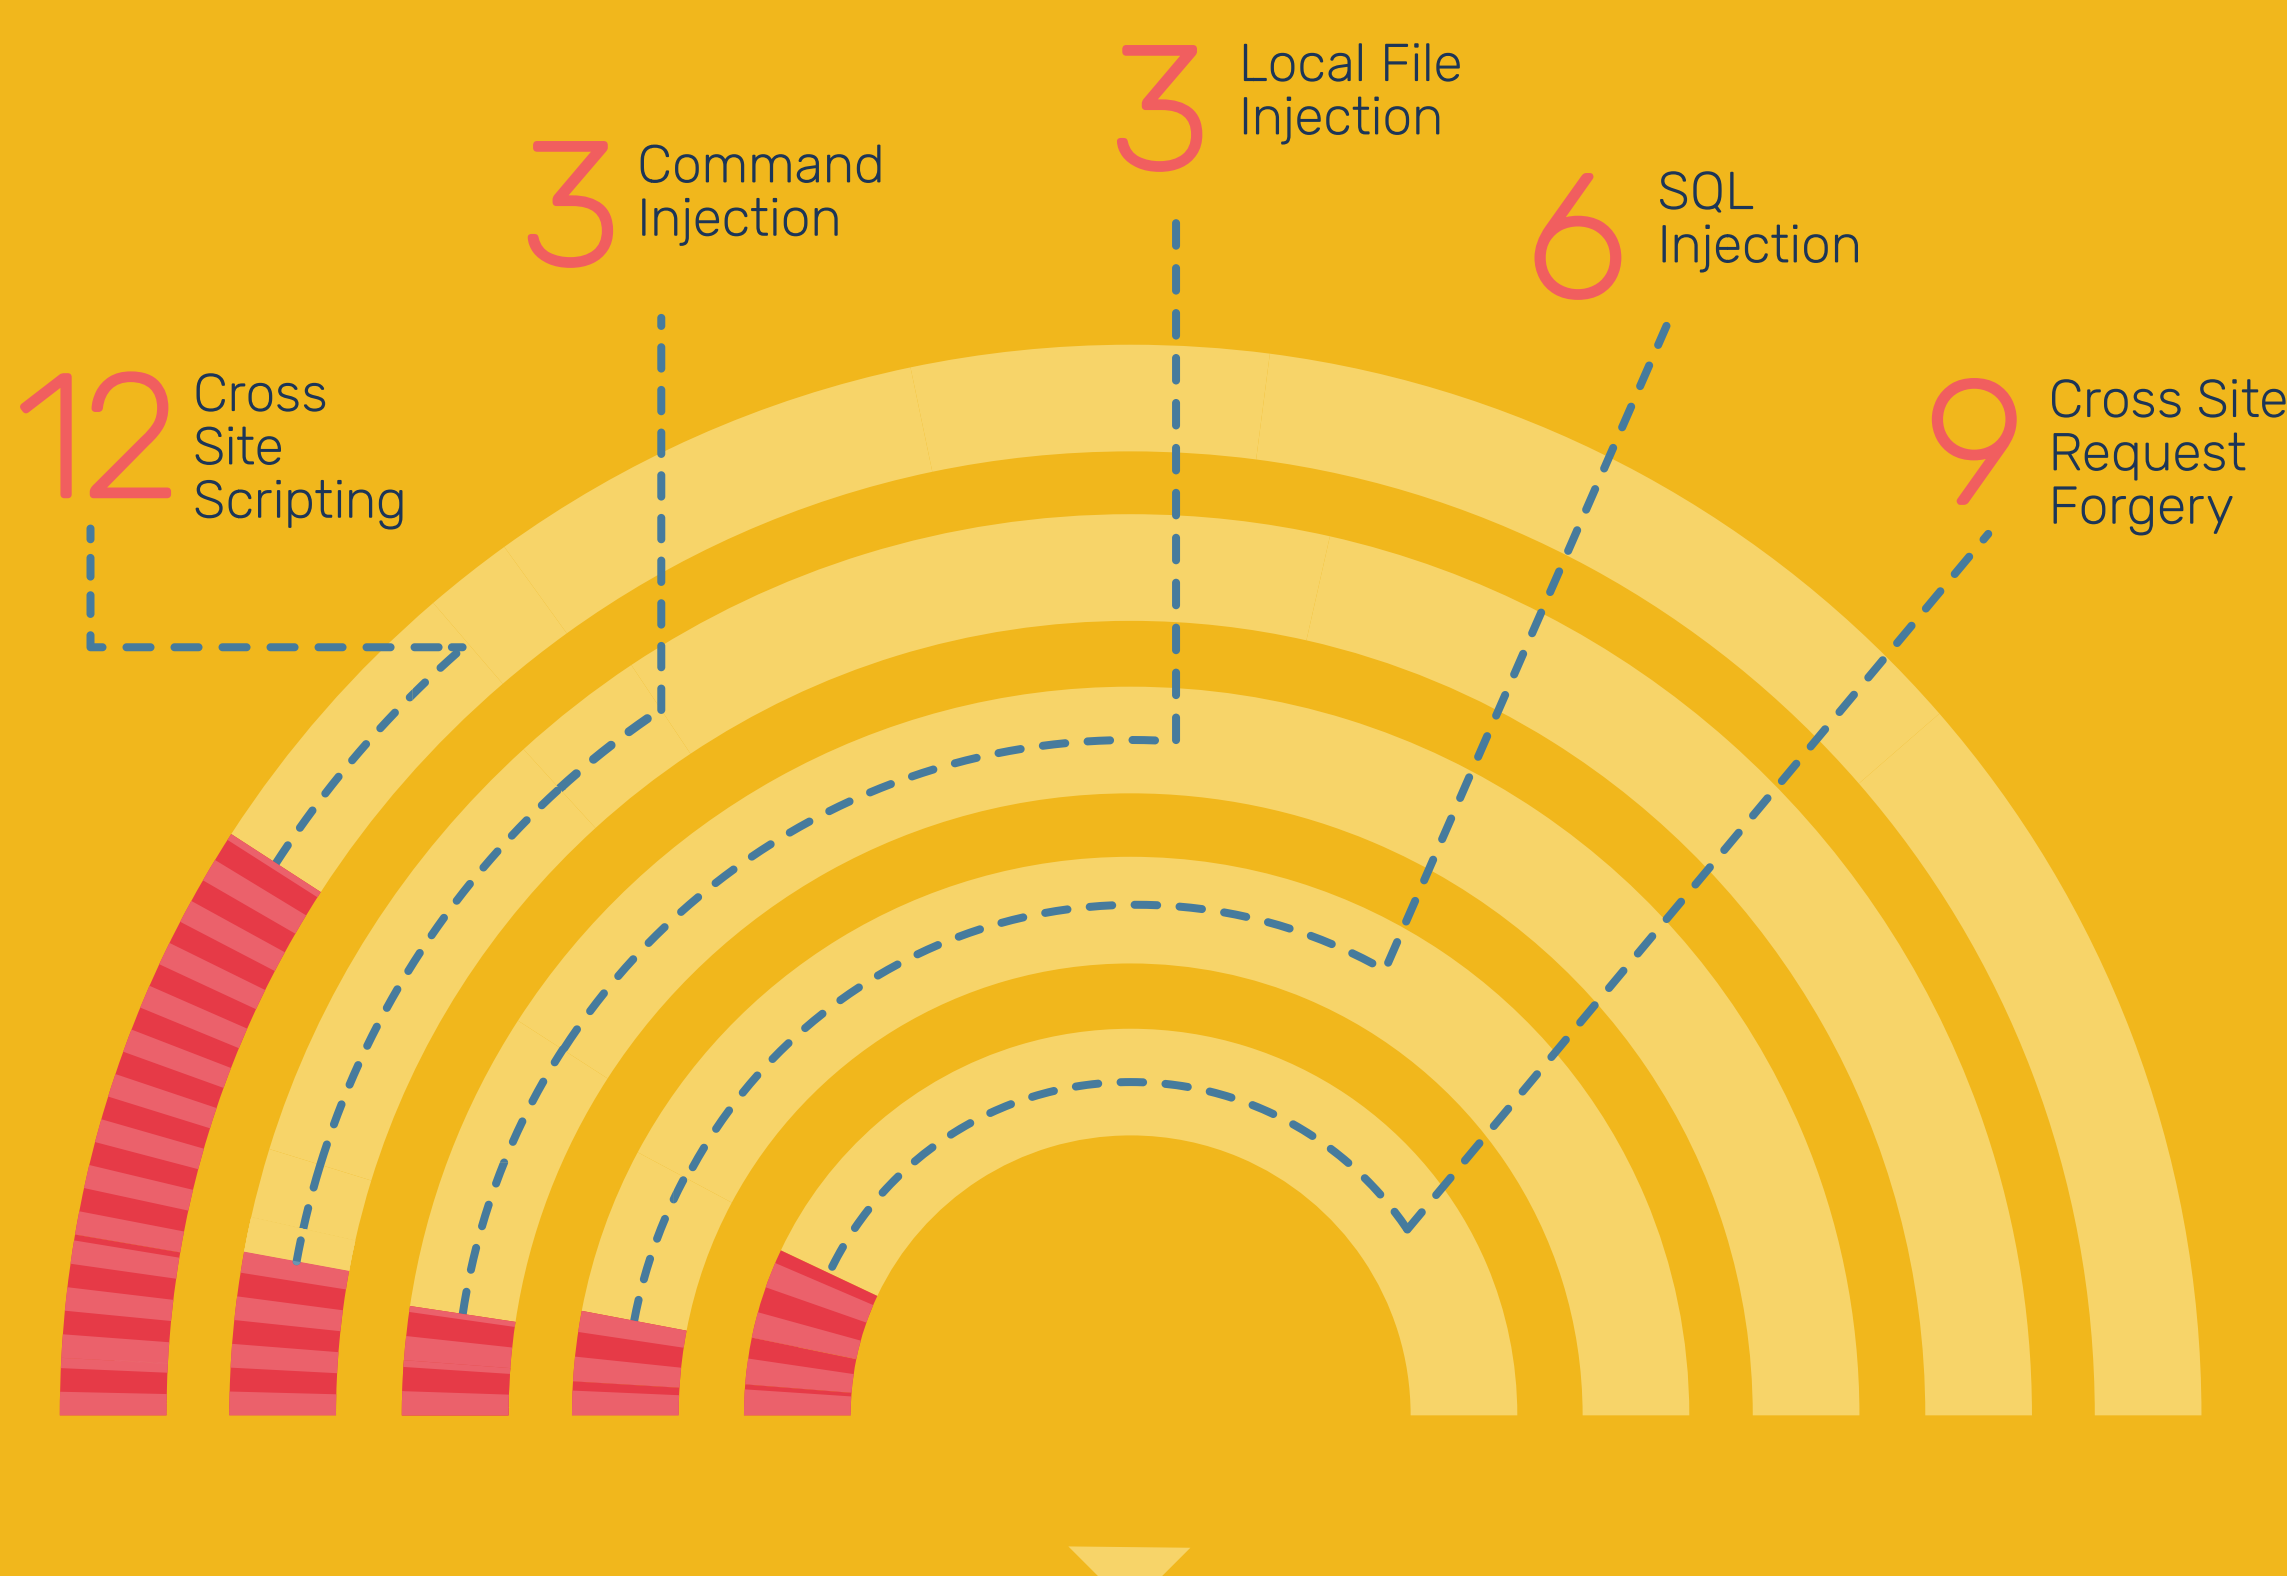 12
Cross
Site
Scripting
3
Command
Injection
3
Local File
Injection
6
SQL
Injection
9
Cross Site
Request
Forgery